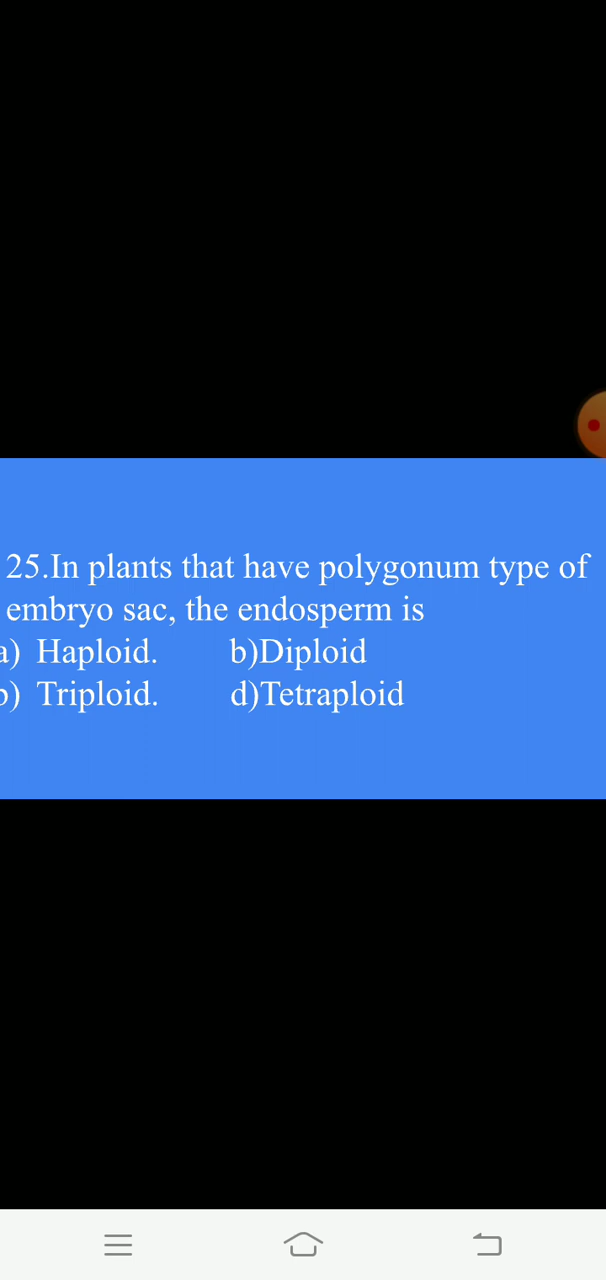 25.In plants that have polygonum type of
embryo sac, the endosperm is
a) Haploid. b)Diploid
b) Triploid. d)Tetraploid